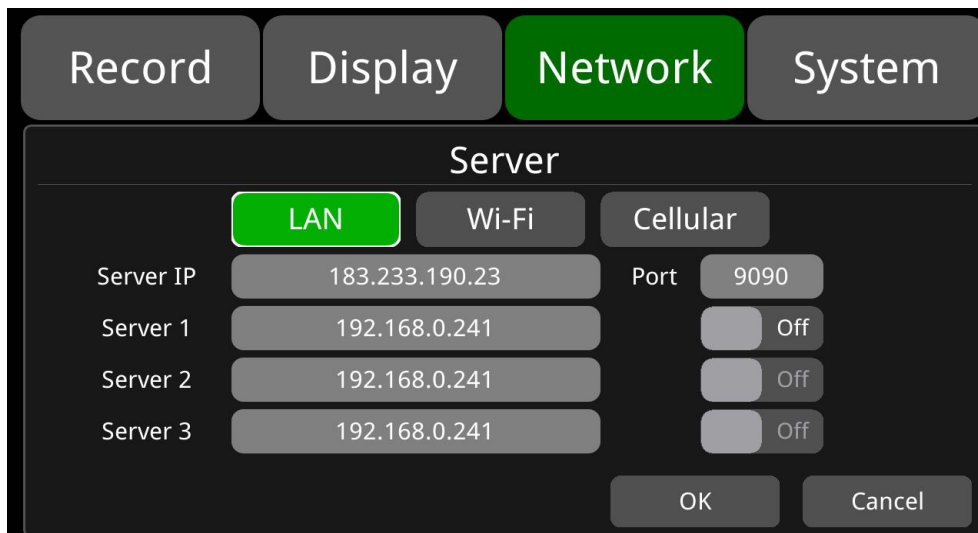 Record Display Network System
Server
LAN Wi-Fi Cellular
Server IP 183.233.190.23 Port 9090
Server 1 192.168.0.241 Off
Server 2 192.168.0.241 Off
Server 3 192.168.0.241 Off
OK Cancel